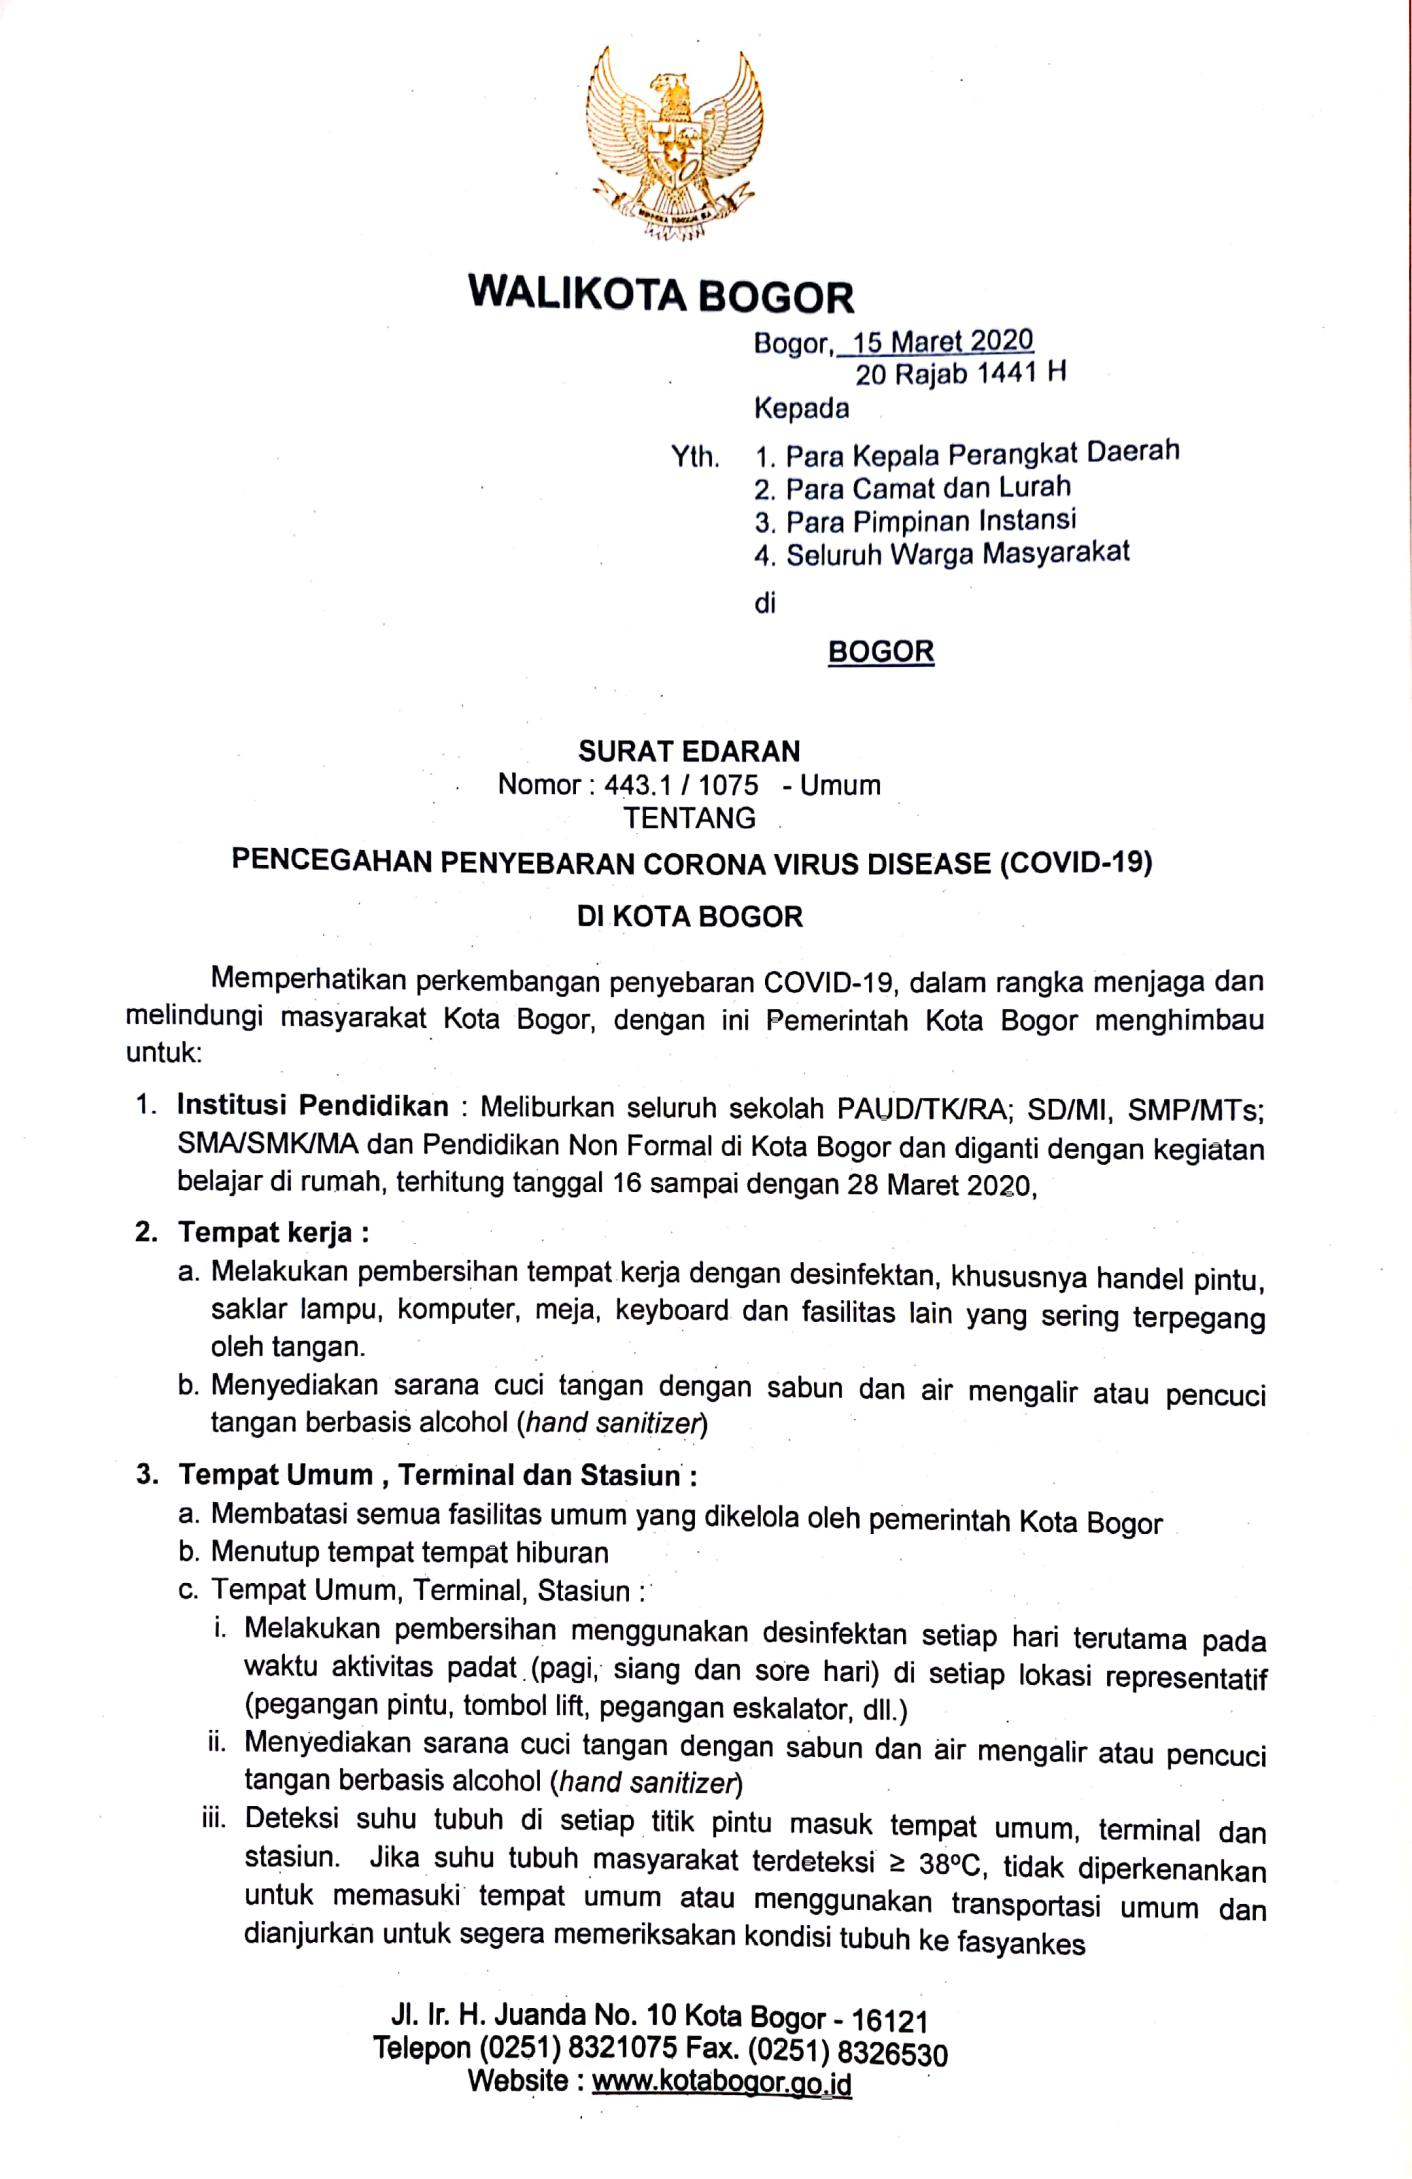 WALIKOTA BOGOR
Bogor, 15 Maret 2020
20 Rajab 1441 H
Kepada
Yth. 1. Para Kepala Perangkat Daerah
2. Para Camat dan Lurah
3. Para Pimpinan Instansi
4. Seluruh Warga Masyarakat
di
BOGOR
SURAT EDARAN
Nomor : 443.1 / 1075 - Umum
TENTANG
PENCEGAHAN PENYEBARAN CORONA VIRUS DISEASE (COVID-19)
DI KOTA BOGOR
Memperhatikan perkembangan penyebaran COVID-19, dalam rangka menjaga dan
melindungi masyarakat Kota Bogor, dengan ini Pemerintah Kota Bogor menghimbau
untuk:
1. Institusi Pendidikan : Meliburkan seluruh sekolah PAUD/TK/RA; SD/MI, SMP/MTs;
SMA/SMK/MA dan Pendidikan Non Formal di Kota Bogor dan diganti dengan kegiatan
belajar di rumah, terhitung tanggal 16 sampai dengan 28 Maret 2020,
2. Tempat kerja :
a. Melakukan pembersihan tempat kerja dengan desinfektan, khususnya handel pintu,
saklar lampu, komputer, meja, keyboard dan fasilitas lain yang sering terpegang
oleh tangan.
b. Menyediakan sarana cuci tangan dengan sabun dan air mengalir atau pencuci
tangan berbasis alcohol (hand sanitizer)
3. Tempat Umum , Terminal dan Stasiun :
a. Membatasi semua fasilitas umum yang dikelola oleh pemerintah Kota Bogor
b. Menutup tempat tempat hiburan
c. Tempat Umum, Terminal, Stasiun :
i. Melakukan pembersihan menggunakan desinfektan setiap hari terutama pada
waktu aktivitas padat (pagi, siang dan sore hari) di setiap lokasi representatif
(pegangan pintu, tombol lift, pegangan eskalator, dll.)
ii. Menyediakan sarana cuci tangan dengan sabun dan air mengalir atau pencuci
tangan berbasis alcohol (hand sanitizer)
iii. Deteksi suhu tubuh di setiap titik pintu masuk tempat umum, terminal dan
stasiun. Jika suhu tubuh masyarakat terdeteksi ≥ 38ºC, tidak diperkenankan
untuk memasuki tempat umum atau menggunakan transportasi umum dan
dianjurkan untuk segera memeriksakan kondisi tubuh ke fasyankes
Jl. Ir. H. Juanda No. 10 Kota Bogor - 16121
Telepon (0251) 8321075 Fax. (0251) 8326530
Website : www.kotabogor.go.id